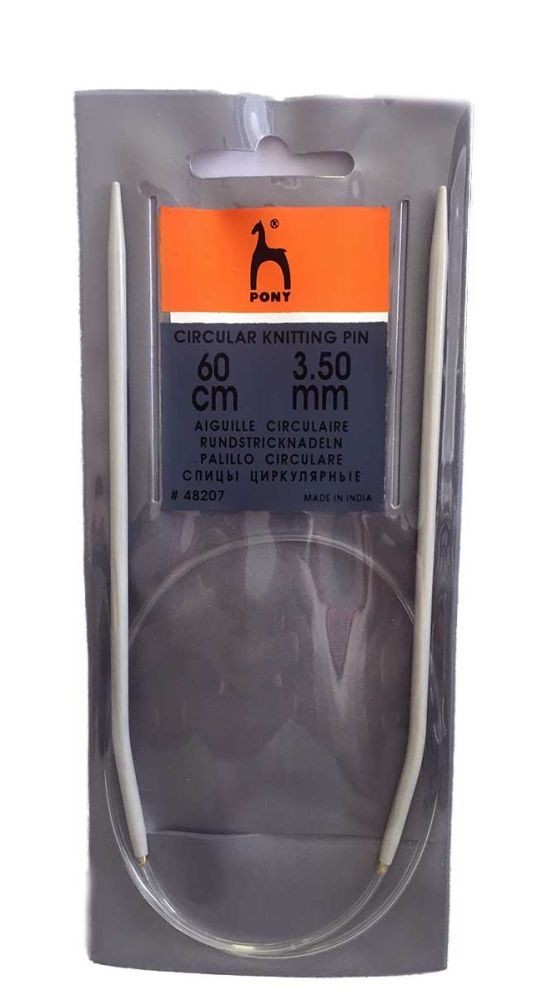 ®
PONY
CIRCULAR KNITTING PIN
60 3.50
cm mm
AIGUILLE CIRCULAIRE
RUNDSTRICKNADELN
PALILLO CIRCULARE
СПИЦЫ ЦИРКУЛЯРНЫЕ
# 48207 MADE IN INDIA